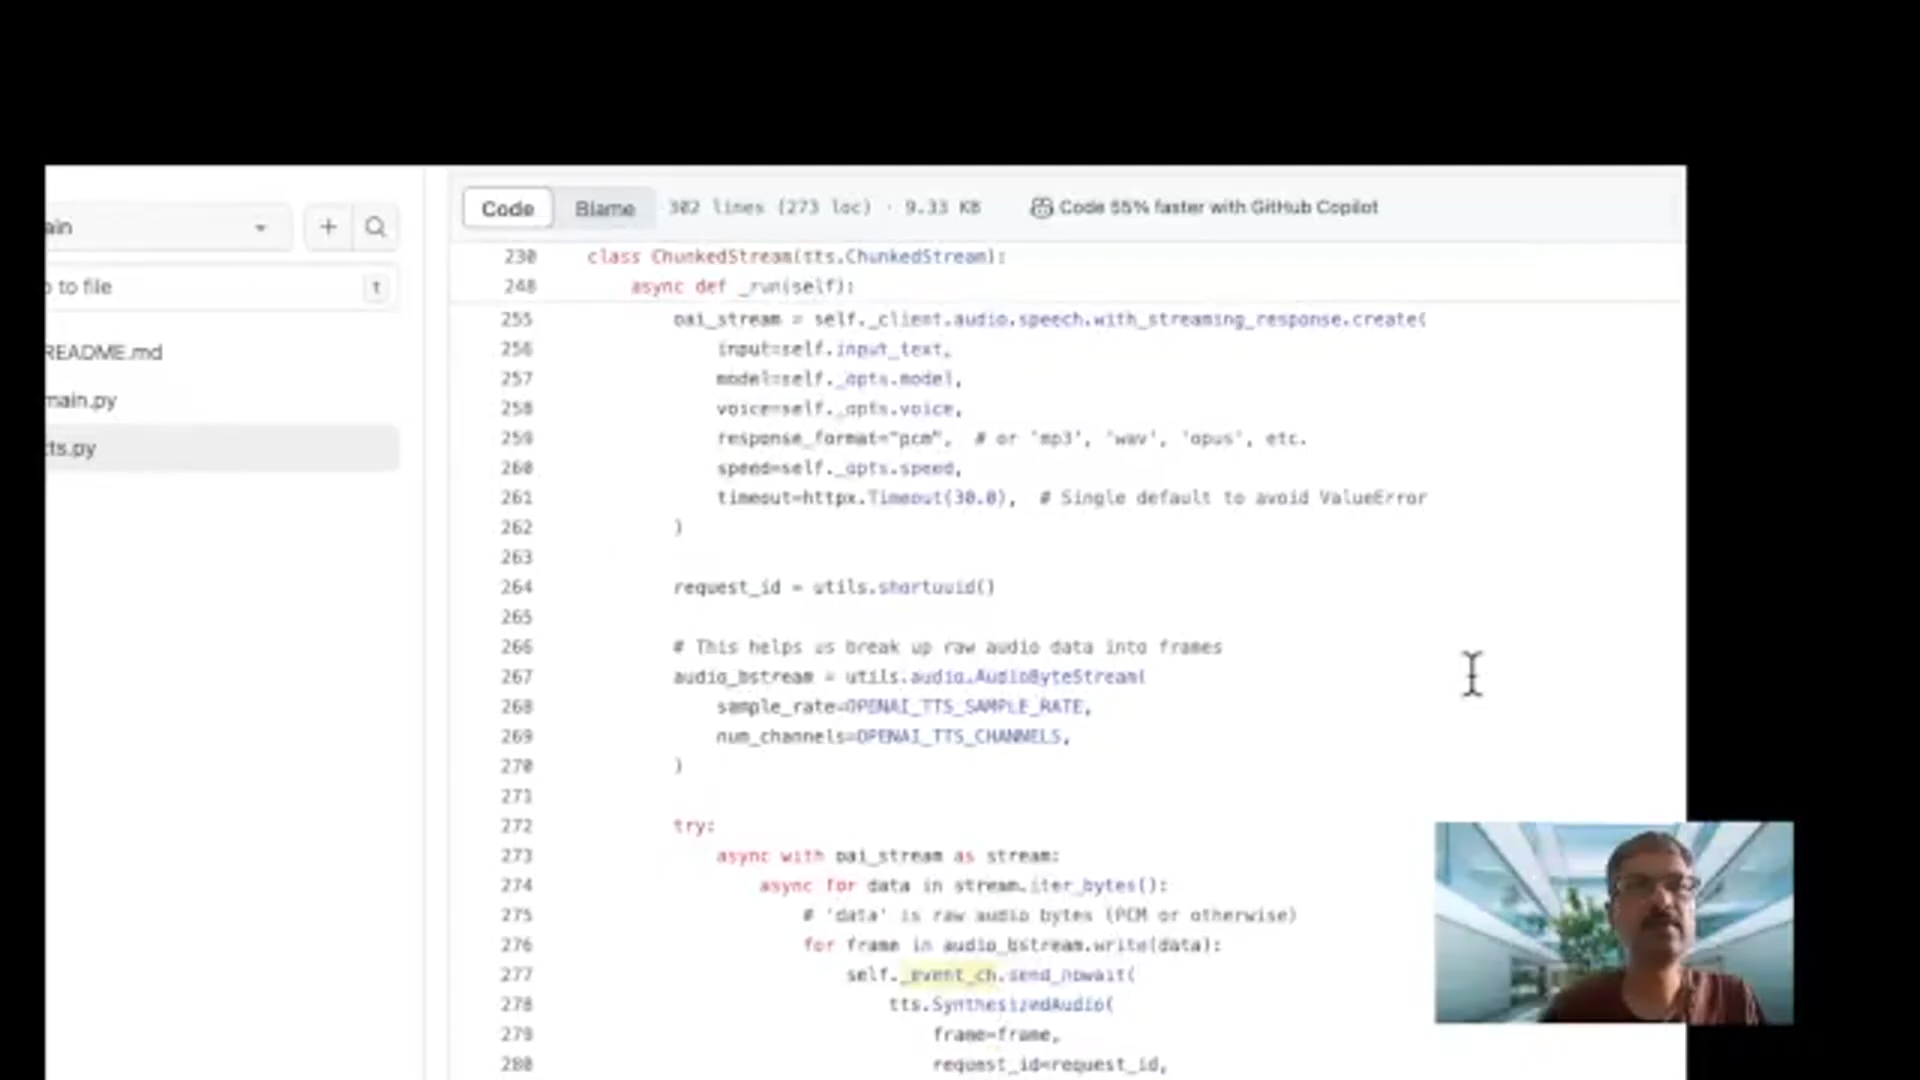 ain
to file
t
README.md
main.py
tts.py
Code Blame 302 lines (273 loc) · 9.33 KB Code 55% faster with GitHub Copilot
230 class ChunkedStream(tts.ChunkedStream):
248 async def _run(self):
255 oai_stream = self._client.audio.speech.with_streaming_response.create(
256 input=self.input_text,
257 model=self._opts.model,
258 voice=self._opts.voice,
259 response_format="pcm", # or 'mp3', 'wav', 'opus', etc.
260 speed=self._opts.speed,
261 timeout=httpx.Timeout(30.0), # Single default to avoid ValueError
262 )
263
264 request_id = utils.shortuuid()
265
266 # This helps us break up raw audio data into frames
267 audio_bstream = utils.audio.AudioByteStream(
268 sample_rate=OPENAI_TTS_SAMPLE_RATE,
269 num_channels=OPENAI_TTS_CHANNELS,
270 )
271
272 try:
273 async with oai_stream as stream:
274 async for data in stream.iter_bytes():
275 # 'data' is raw audio bytes (PCM or otherwise)
276 for frame in audio_bstream.write(data):
277 self._event_ch.send_nowait(
278 tts.SynthesizedAudio(
279 frame=frame,
280 request_id=request_id,